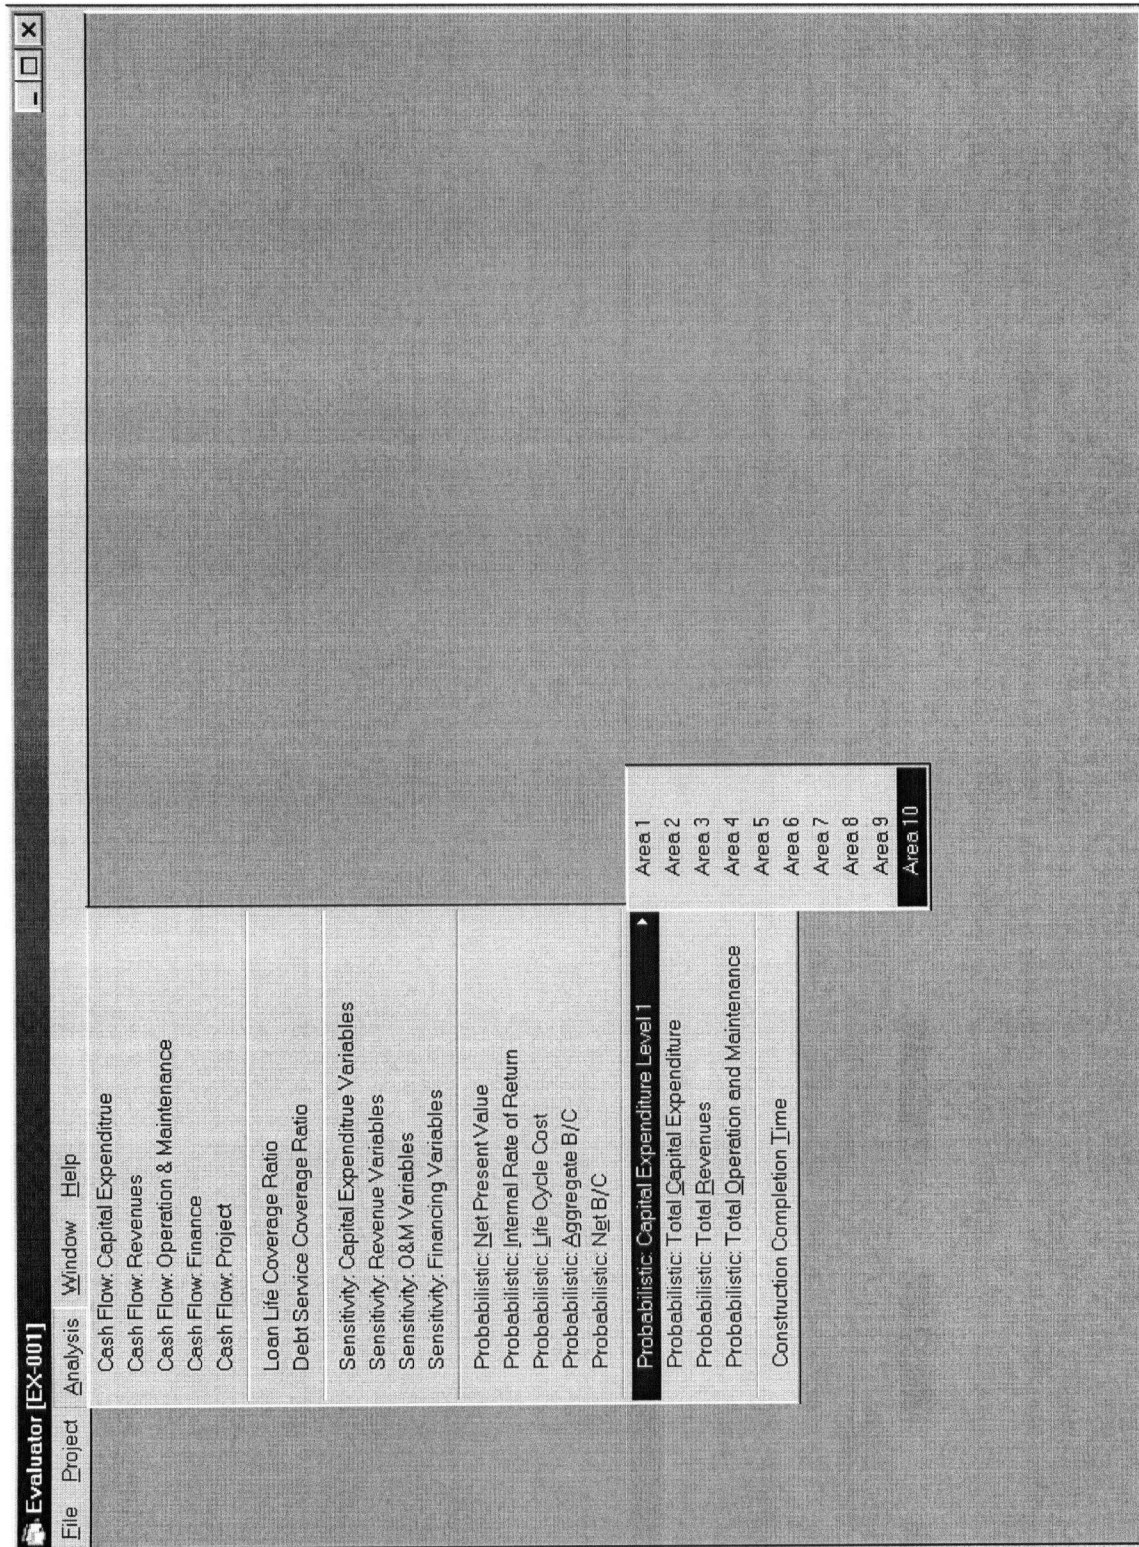 Evaluator [EX-001]
File Project Analysis Window Help
Cash Flow: Capital Expenditrue
Cash Flow: Revenues
Cash Flow: Operation & Maintenance
Cash Flow: Finance
Cash Flow: Project
Loan Life Coverage Ratio
Debt Service Coverage Ratio
Sensitivity: Capital Expenditrue Variables
Sensitivity: Revenue Variables
Sensitivity: O&M Variables
Sensitivity: Financing Variables
Probabilistic: Net Present Value
Probabilistic: Internal Rate of Return
Probabilistic: Life Cycle Cost
Probabilistic: Aggregate B/C
Probabilistic: Net B/C
Probabilistic: Capital Expenditure Level 1
Probabilistic: Total Capital Expenditure
Probabilistic: Total Revenues
Probabilistic: Total Operation and Maintenance
Construction Completion Time
Area 1
Area 2
Area 3
Area 4
Area 5
Area 6
Area 7
Area 8
Area 9
Area 10